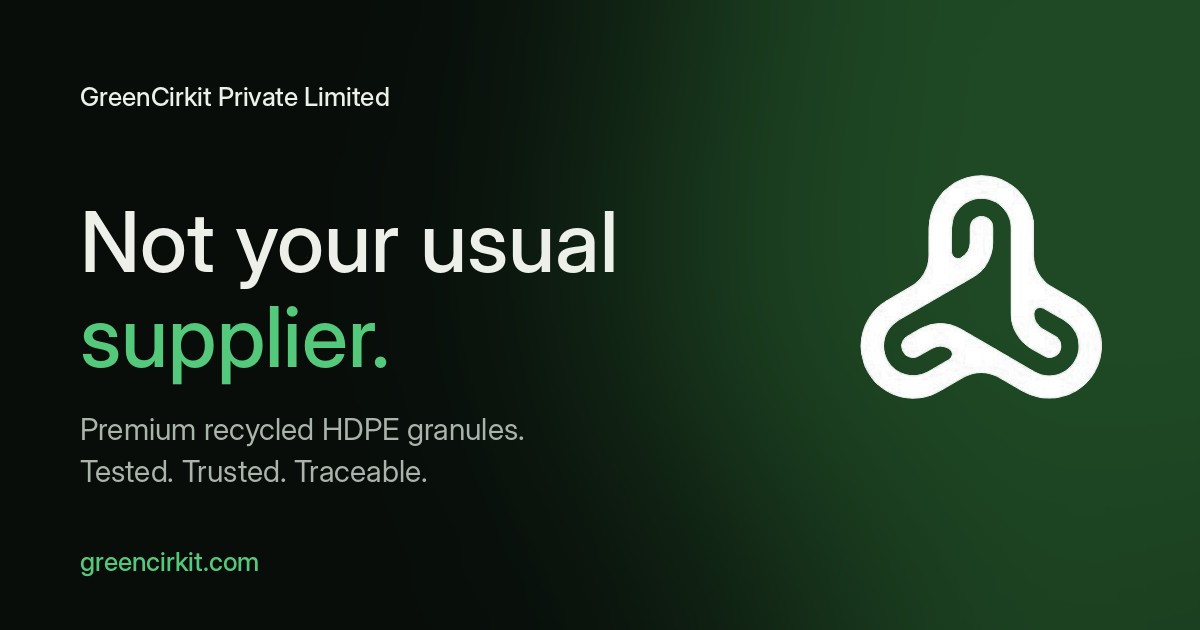 GreenCirkit Private Limited
Not your usual
supplier.
Premium recycled HDPE granules.
Tested. Trusted. Traceable.
greencirkit.com